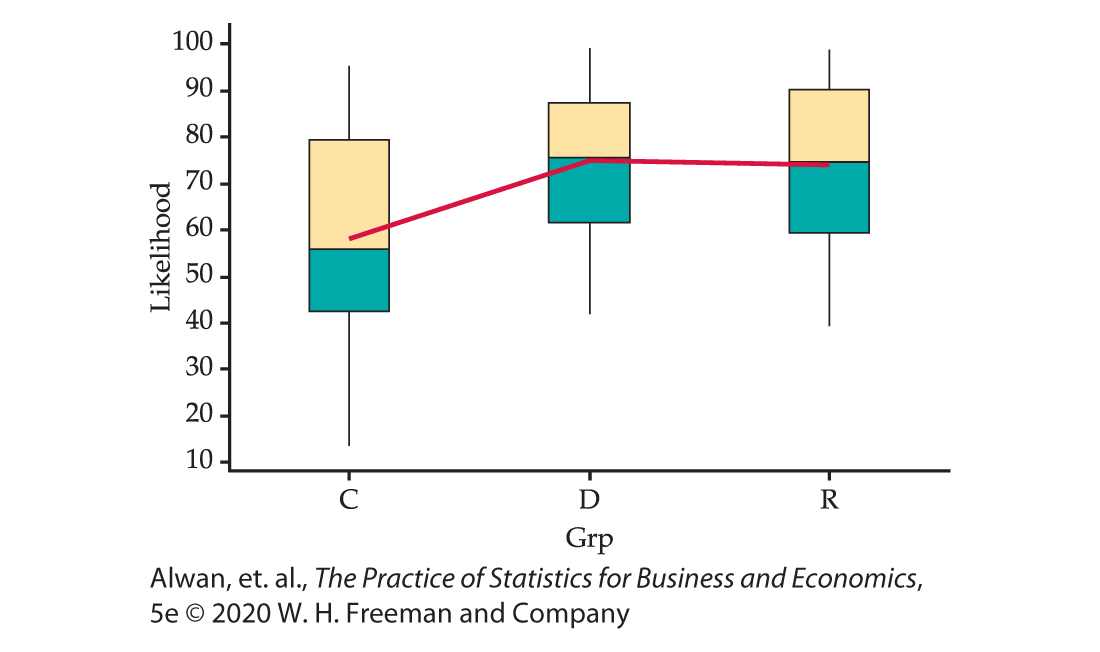 100
90
80
70
60
50
40
30
20
10
Likelihood
C D R
Grp
Alwan, et. al., The Practice of Statistics for Business and Economics,
5e © 2020 W. H. Freeman and Company